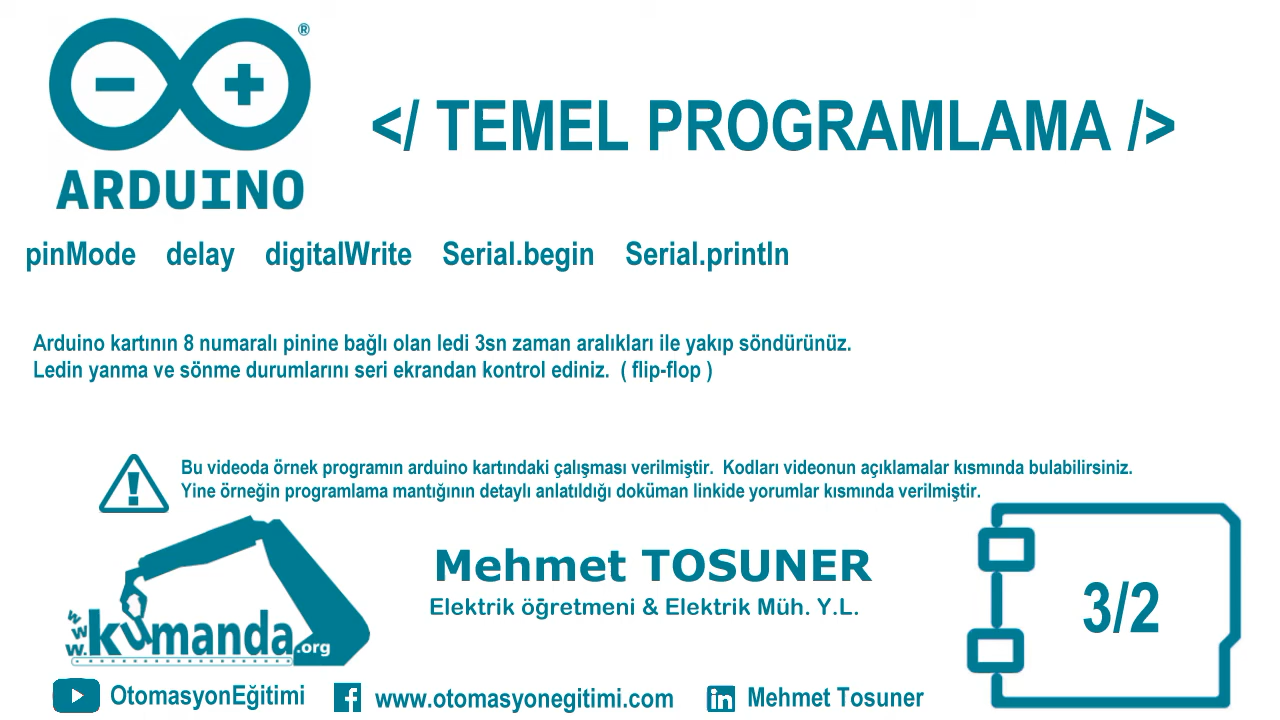 ®
ARDUINO
</ TEMEL PROGRAMLAMA />
pinMode delay digitalWrite Serial.begin Serial.println
Arduino kartının 8 numaralı pinine bağlı olan ledi 3sn zaman aralıkları ile yakıp söndürünüz.
Ledin yanma ve sönme durumlarını seri ekrandan kontrol ediniz. ( flip-flop )
Bu videoda örnek programın arduino kartındaki çalışması verilmiştir. Kodları videonun açıklamalar kısmında bulabilirsiniz.
Yine örneğin programlama mantığının detaylı anlatıldığı doküman linkide yorumlar kısmında verilmiştir.
www.kumanda.org
Mehmet TOSUNER
Elektrik öğretmeni & Elektrik Müh. Y.L.
3/2
OtomasyonEğitimi www.otomasyonegitimi.com Mehmet Tosuner